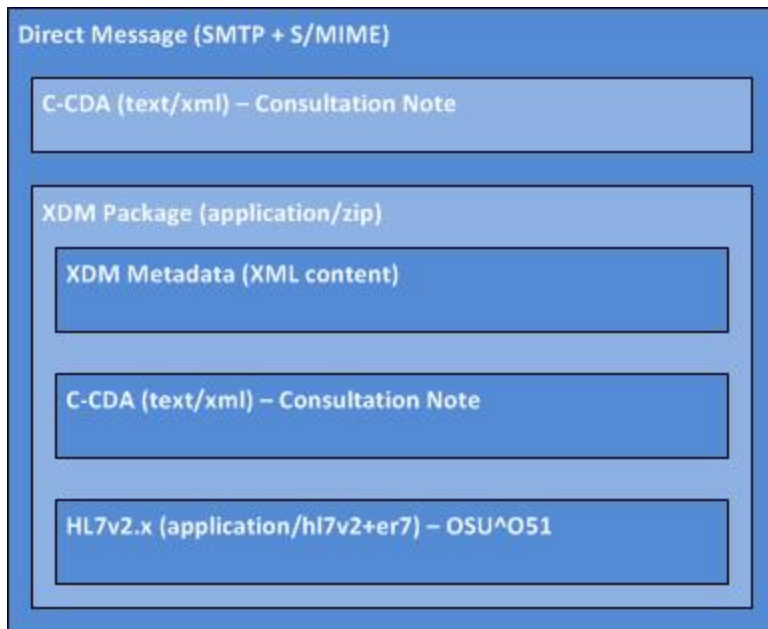 Direct Message (SMTP + S/MIME)
C-CDA (text/xml) – Consultation Note
XDM Package (application/zip)
XDM Metadata (XML content)
C-CDA (text/xml) – Consultation Note
HL7v2.x (application/hl7v2+er7) – OSU^O51